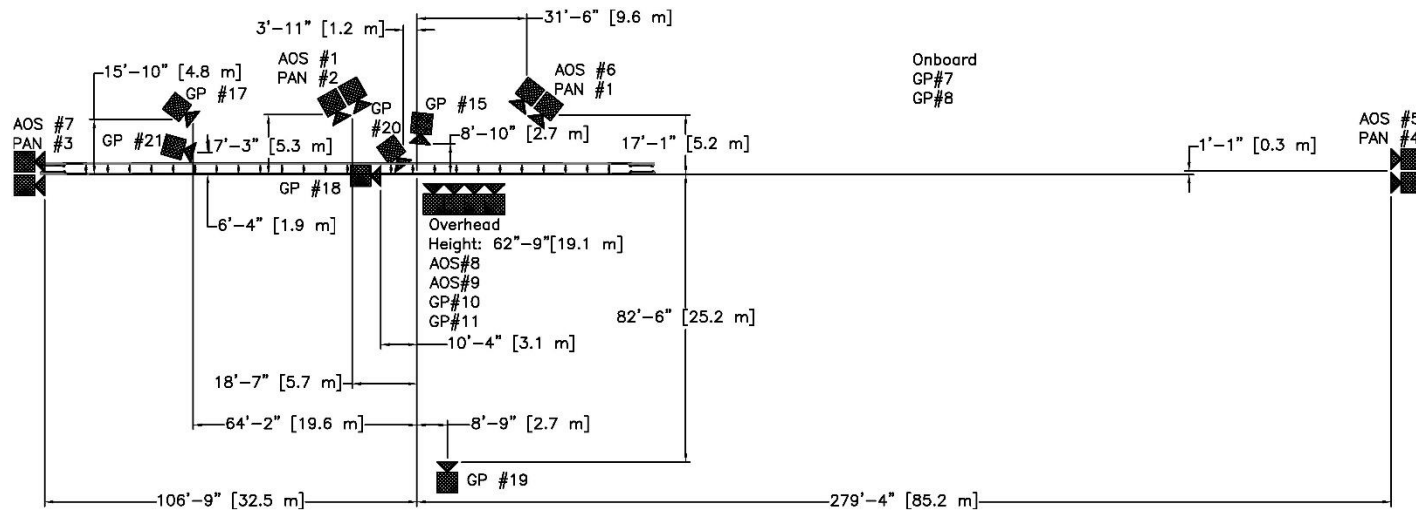 31'-6" [9.6 m]
3'-11" [1.2 m]
15'-10" [4.8 m]
AOS #1
PAN #2
AOS #6
PAN #1
Onboard
GP#7
GP#8
GP #17
GP #15
GP
#20
AOS #7
PAN #3
GP #21
17'-3" [5.3 m]
8'-10" [2.7 m]
17'-1" [5.2 m]
1'-1" [0.3 m]
AOS #5
PAN #4
GP #18
6'-4" [1.9 m]
Overhead
Height: 62"-9"[19.1 m]
AOS#8
AOS#9
GP#10
GP#11
82'-6" [25.2 m]
10'-4" [3.1 m]
18'-7" [5.7 m]
64'-2" [19.6 m]
8'-9" [2.7 m]
GP #19
106'-9" [32.5 m]
279'-4" [85.2 m]